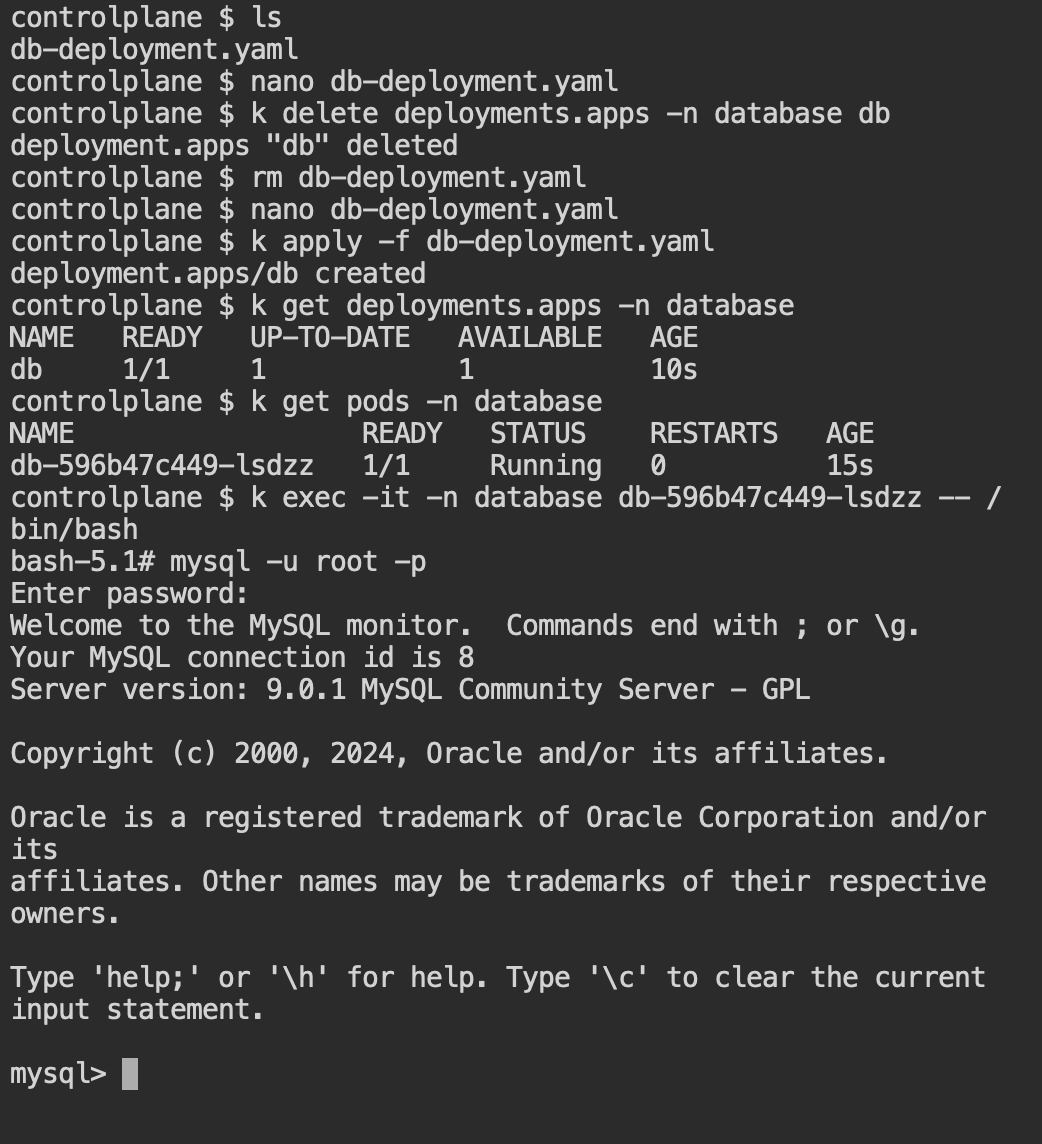 controlplane $ ls
db-deployment.yaml
controlplane $ nano db-deployment.yaml
controlplane $ k delete deployments.apps -n database db
deployment.apps "db" deleted
controlplane $ rm db-deployment.yaml
controlplane $ nano db-deployment.yaml
controlplane $ k apply -f db-deployment.yaml
deployment.apps/db created
controlplane $ k get deployments.apps -n database
NAME   READY   UP-TO-DATE   AVAILABLE   AGE
db     1/1     1            1           10s
controlplane $ k get pods -n database
NAME                  READY   STATUS    RESTARTS   AGE
db-596b47c449-lsdzz   1/1     Running   0          15s
controlplane $ k exec -it -n database db-596b47c449-lsdzz -- /
bin/bash
bash-5.1# mysql -u root -p
Enter password:
Welcome to the MySQL monitor.  Commands end with ; or \g.
Your MySQL connection id is 8
Server version: 9.0.1 MySQL Community Server - GPL

Copyright (c) 2000, 2024, Oracle and/or its affiliates.

Oracle is a registered trademark of Oracle Corporation and/or
its
affiliates. Other names may be trademarks of their respective
owners.

Type 'help;' or '\h' for help. Type '\c' to clear the current
input statement.

mysql>